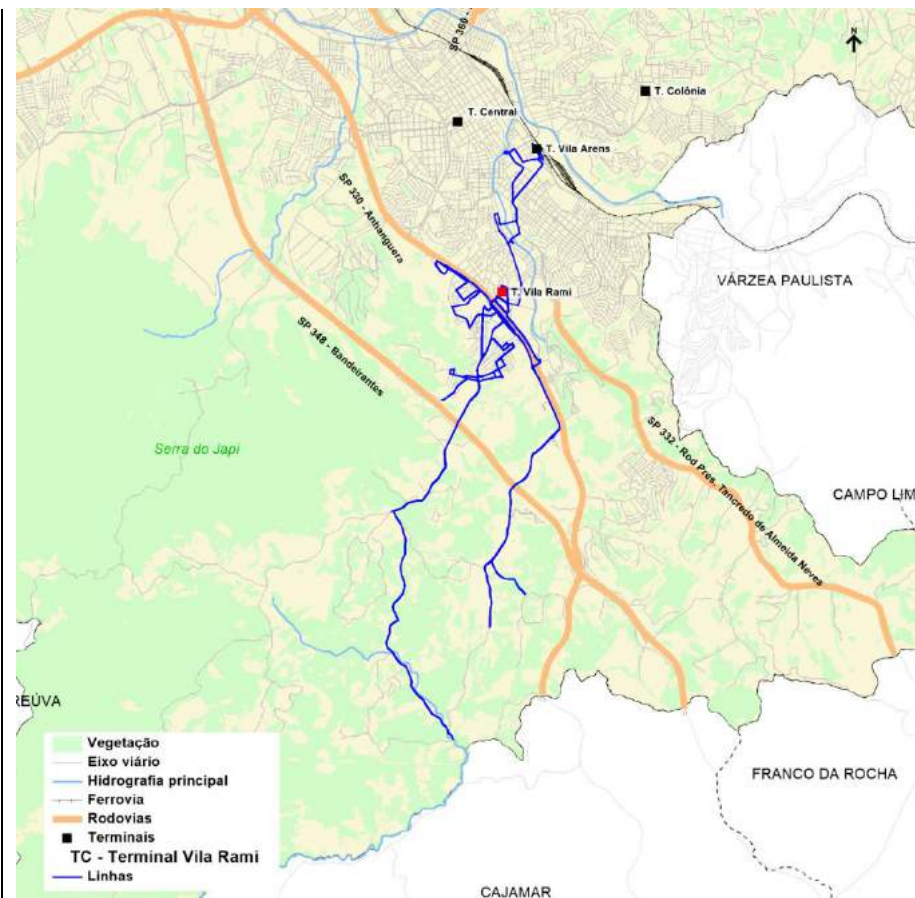 SP 360 -
N
T. Colônia
T. Central
T. Vila Arens
SP 330 - Anhanguera
VÁRZEA PAULISTA
T. Vila Rami
SP 348 - Bandeirantes
Serra do Japi
SP 332 - Rod Pres. Tancredo de Almeida Neves
CAMPO LIM
REÚVA
Vegetação
Eixo viário
Hidrografia principal
Ferrovia
Rodovias
Terminais
TC - Terminal Vila Rami
Linhas
FRANCO DA ROCHA
CAJAMAR